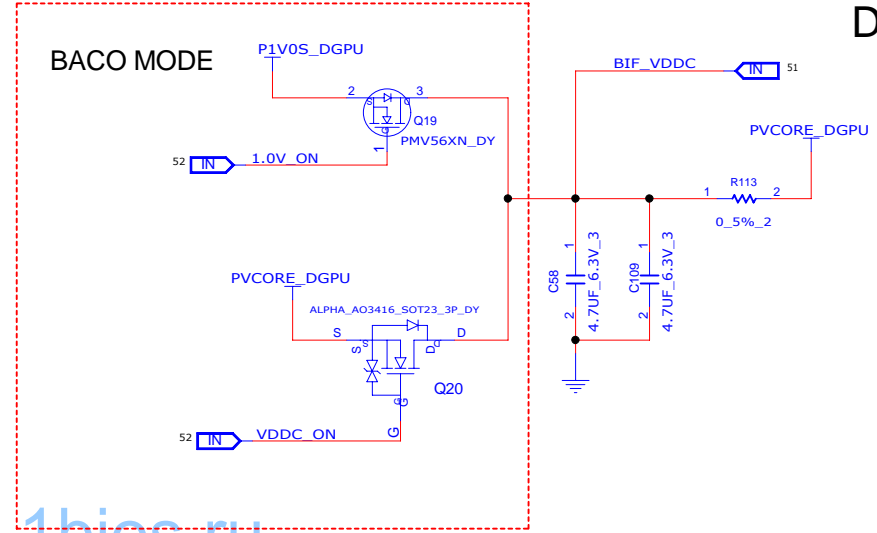 D
BACO MODE
P1V0S_DGPU
BIF_VDDC
IN
51
2
3
S
D
G
Q19
PMV56XN_DY
1
52
IN
1.0V_ON
PVCORE_DGPU
R113
1
2
0_5%_2
PVCORE_DGPU
ALPHA_AO3416_SOT23_3P_DY
S
D
S
S
D
G
G
G
Q20
1
C58
4.7UF_6.3V_3
2
1
C109
4.7UF_6.3V_3
2
52
IN
VDDC_ON